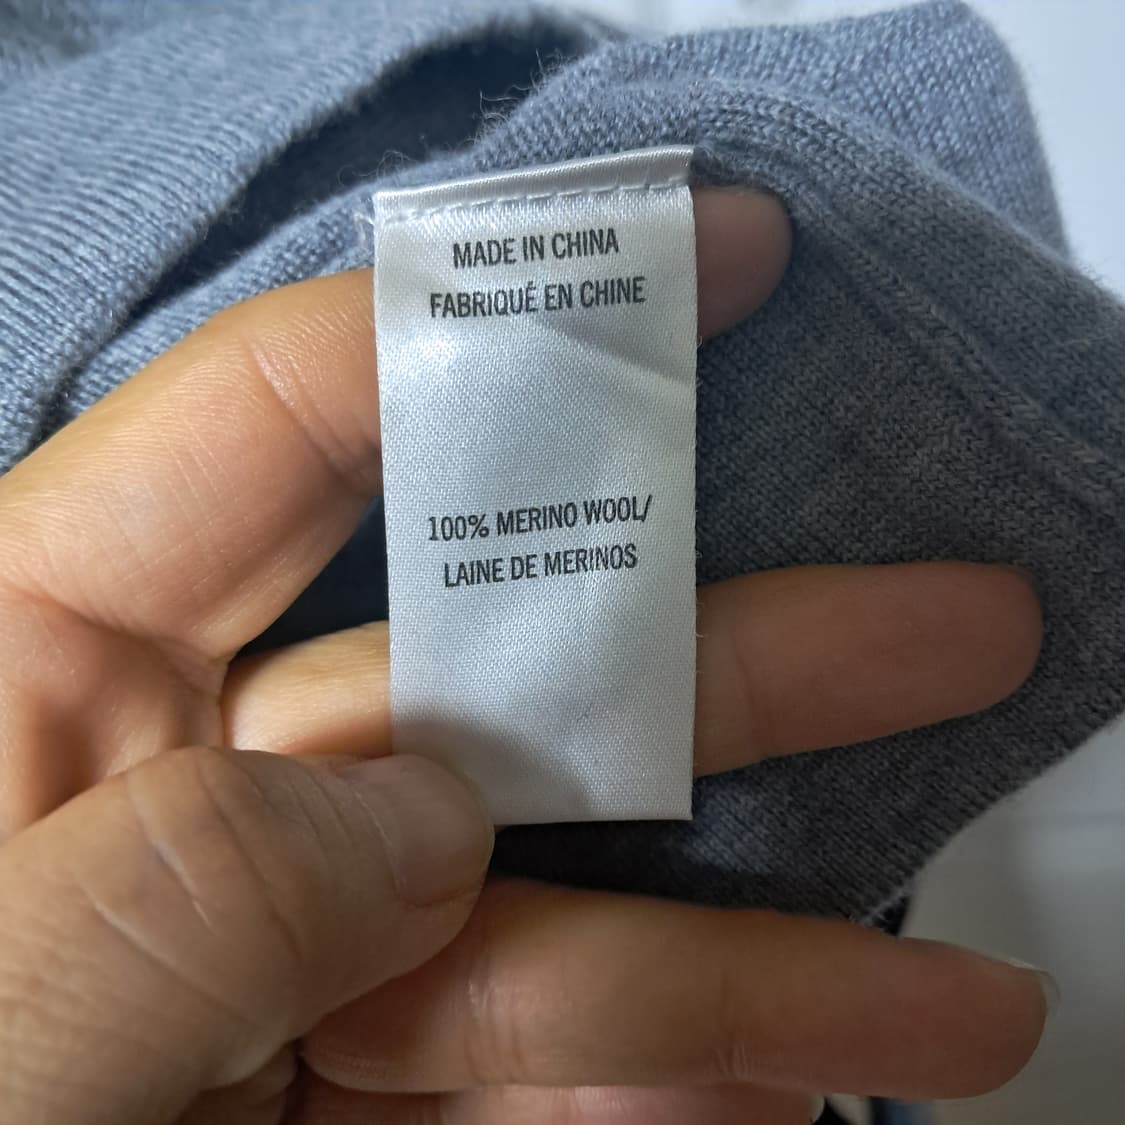 MADE IN CHINA
FABRIQUÉ EN CHINE
100% MERINO WOOL/
LAINE DE MERINOS